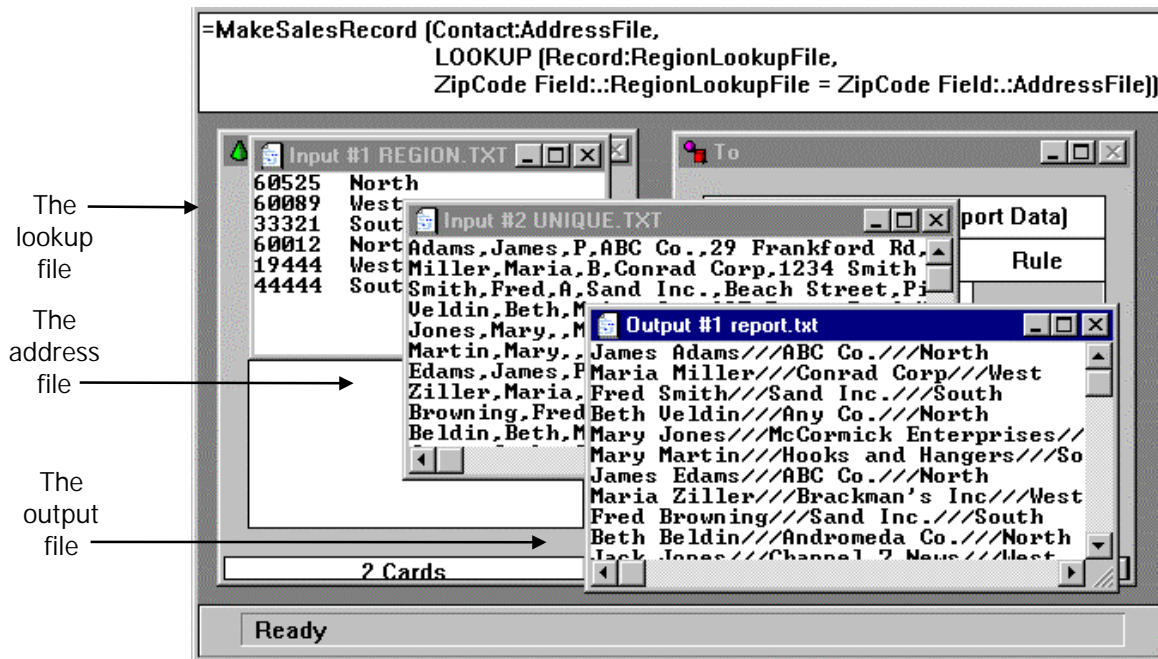 =MakeSalesRecord (Contact:AddressFile,
LOOKUP (Record:RegionLookupFile,
ZipCode Field:.:RegionLookupFile = ZipCode Field:.:AddressFile))
The
lookup
file
The
address
file
The
output
file
Input #1 REGION.TXT
60525 North
60089 West
33321 Sout
60012 Nort
19444 West
44444 Sout
Input #2 UNIQUE.TXT
Adams,James,P,ABC Co.,29 Frankford Rd,
Miller,Maria,B,Conrad Corp,1234 Smith
Smith,Fred,A,Sand Inc.,Beach Street,Pi
Veldin,Beth,M
Jones,Mary,,M
Martin,Mary,,
Edams,James,P
Ziller,Maria,
Browning,Fred
Beldin,Beth,M
To
port Data)
Rule
Output #1 report.txt
James Adams///ABC Co.///North
Maria Miller///Conrad Corp///West
Fred Smith///Sand Inc.///South
Beth Veldin///Any Co.///North
Mary Jones///McCormick Enterprises//
Mary Martin///Hooks and Hangers///So
James Edams///ABC Co.///North
Maria Ziller///Brackman's Inc///West
Fred Browning///Sand Inc.///South
Beth Beldin///Andromeda Co.///North
Jack Jones///Channel 7 News///West
2 Cards
Ready